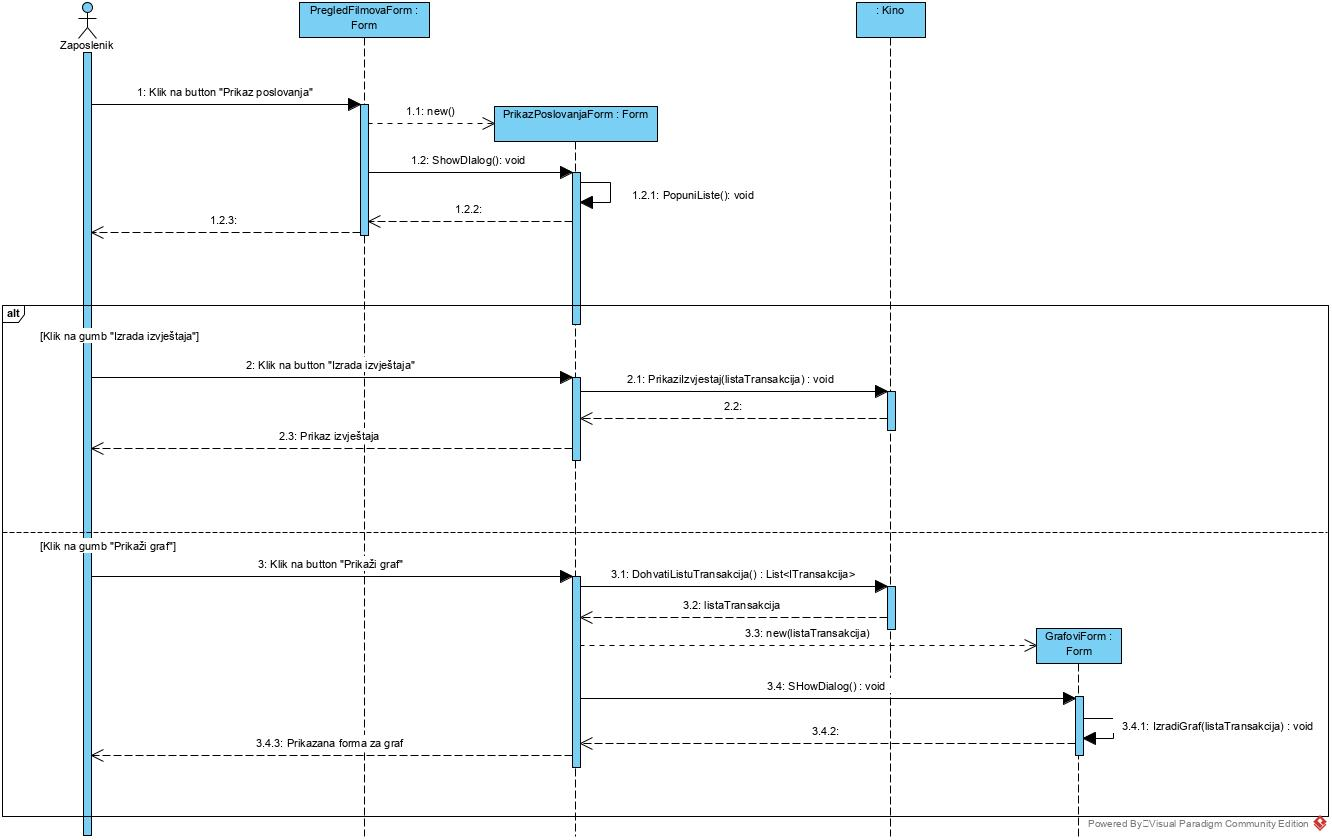 PregledFilmovaForm :
Form
: Kino
Zaposlenik
1: Klik na button "Prikaz poslovanja"
1.1: new()
PrikazPoslovanjaForm : Form
1.2: ShowDIalog(): void
1.2.1: PopuniListe(): void
1.2.2:
1.2.3:
alt
[Klik na gumb "Izrada izvještaja"]
2: Klik na button "Izrada izvještaja"
2.1: PrikaziIzvjestaj(listaTransakcija) : void
2.2:
2.3: Prikaz izvještaja
[Klik na gumb "Prikaži graf"]
3: Klik na button "Prikaži graf"
3.1: DohvatiListuTransakcija() : List<ITransakcija>
3.2: listaTransakcija
3.3: new(listaTransakcija)
GrafoviForm :
Form
3.4: SHowDialog() : void
3.4.1: IzradiGraf(listaTransakcija) : void
3.4.2:
3.4.3: Prikazana forma za graf
Powered By Visual Paradigm Community Edition